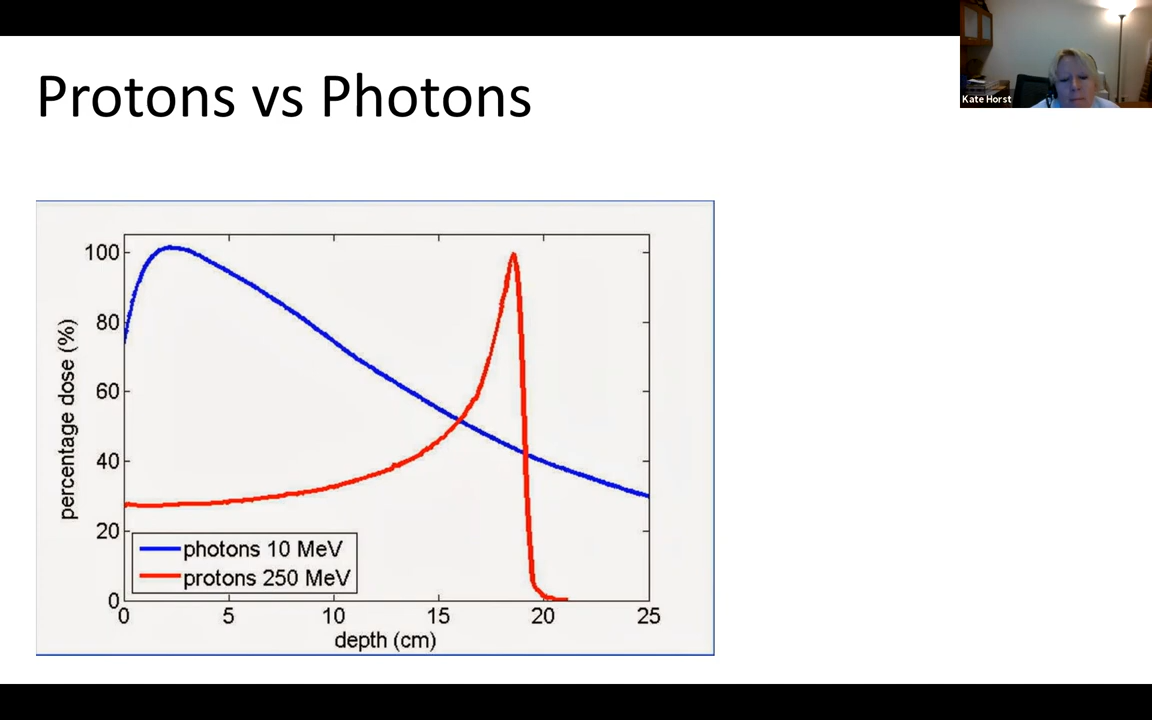 Protons vs Photons
Kate Horst
100
80
60
40
20
0
percentage dose (%)
photons 10 MeV
protons 250 MeV
0 5 10 15 20 25
depth (cm)